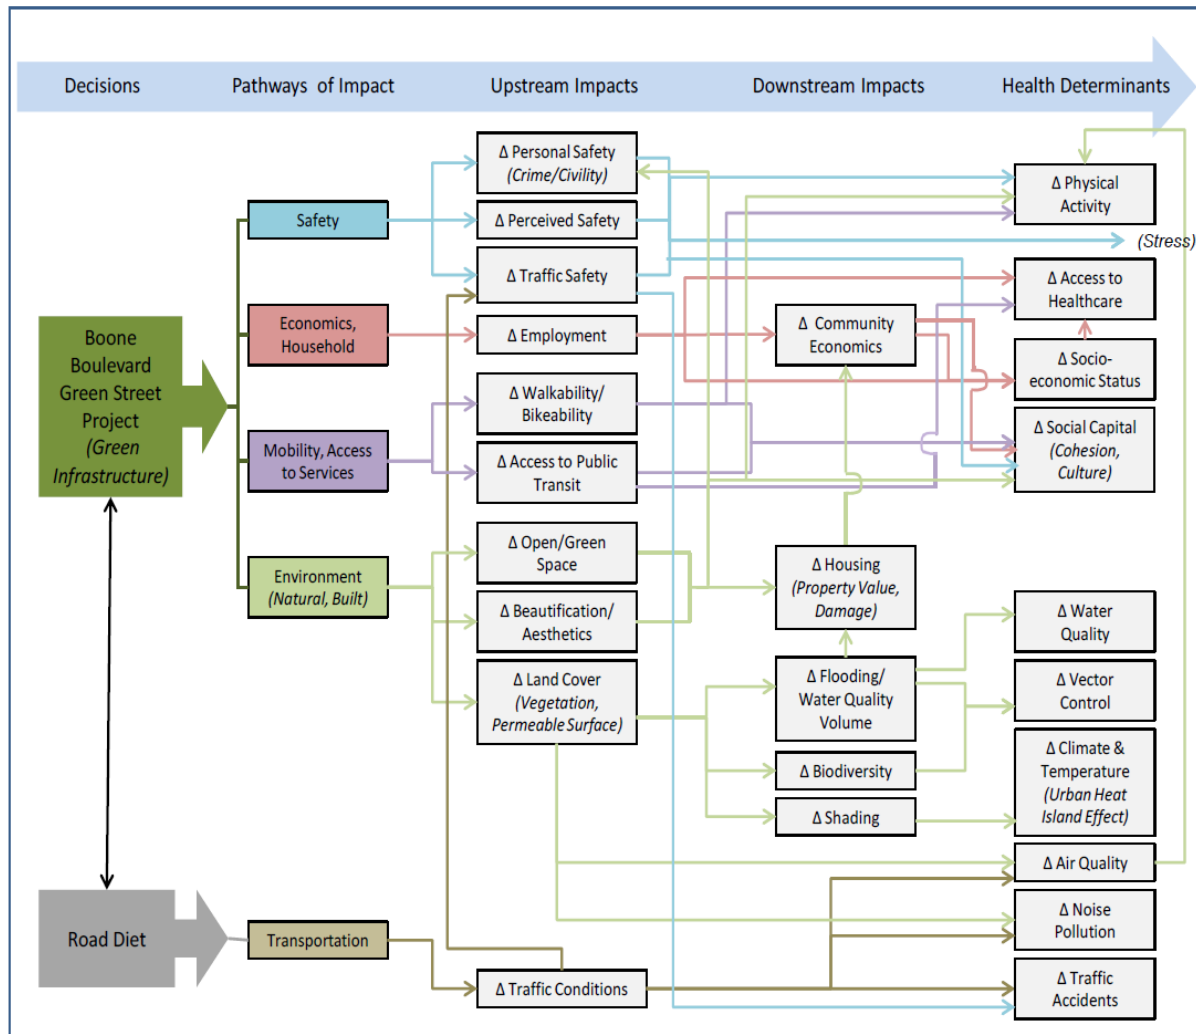 Decisions
Pathways of Impact
Upstream Impacts
Downstream Impacts
Health Determinants
Boone
Boulevard
Green Street
Project
(Green
Infrastructure)
Road Diet
Safety
Economics,
Household
Mobility, Access
to Services
Environment
(Natural, Built)
Transportation
Δ Personal Safety
(Crime/Civility)
Δ Perceived Safety
Δ Traffic Safety
Δ Employment
Δ Walkability/
Bikeability
Δ Access to Public
Transit
Δ Open/Green
Space
Δ Beautification/
Aesthetics
Δ Land Cover
(Vegetation,
Permeable Surface)
Δ Traffic Conditions
Δ Community
Economics
Δ Housing
(Property Value,
Damage)
Δ Flooding/
Water Quality
Volume
Δ Biodiversity
Δ Shading
Δ Physical
Activity
(Stress)
Δ Access to
Healthcare
Δ Socio-
economic Status
Δ Social Capital
(Cohesion,
Culture)
Δ Water
Quality
Δ Vector
Control
Δ Climate &
Temperature
(Urban Heat
Island Effect)
Δ Air Quality
Δ Noise
Pollution
Δ Traffic
Accidents